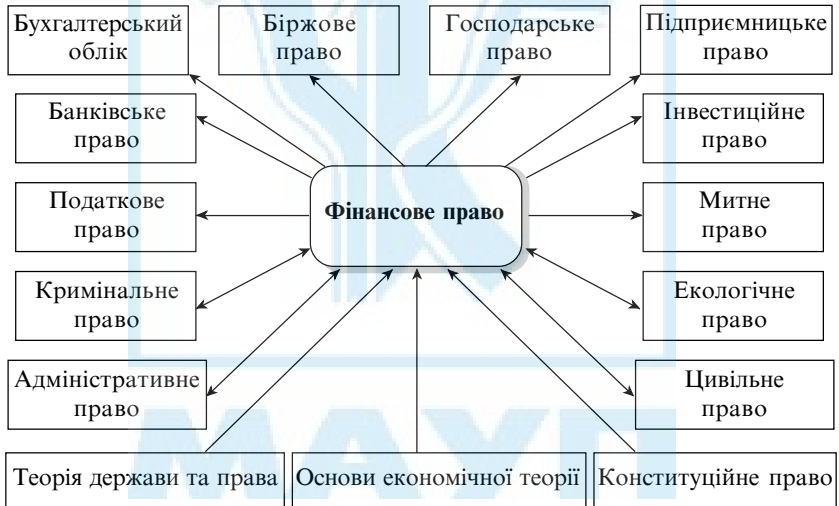 Бухгалтерський
облік
Біржове
право
Господарське
право
Підприємницьке
право
Банківське
право
Інвестиційне
право
Податкове
право
Фінансове право
Митне
право
Кримінальне
право
Екологічне
право
Адміністративне
право
Цивільне
право
МАУП
Теорія держави та права
Основи економічної теорії
Конституційне право